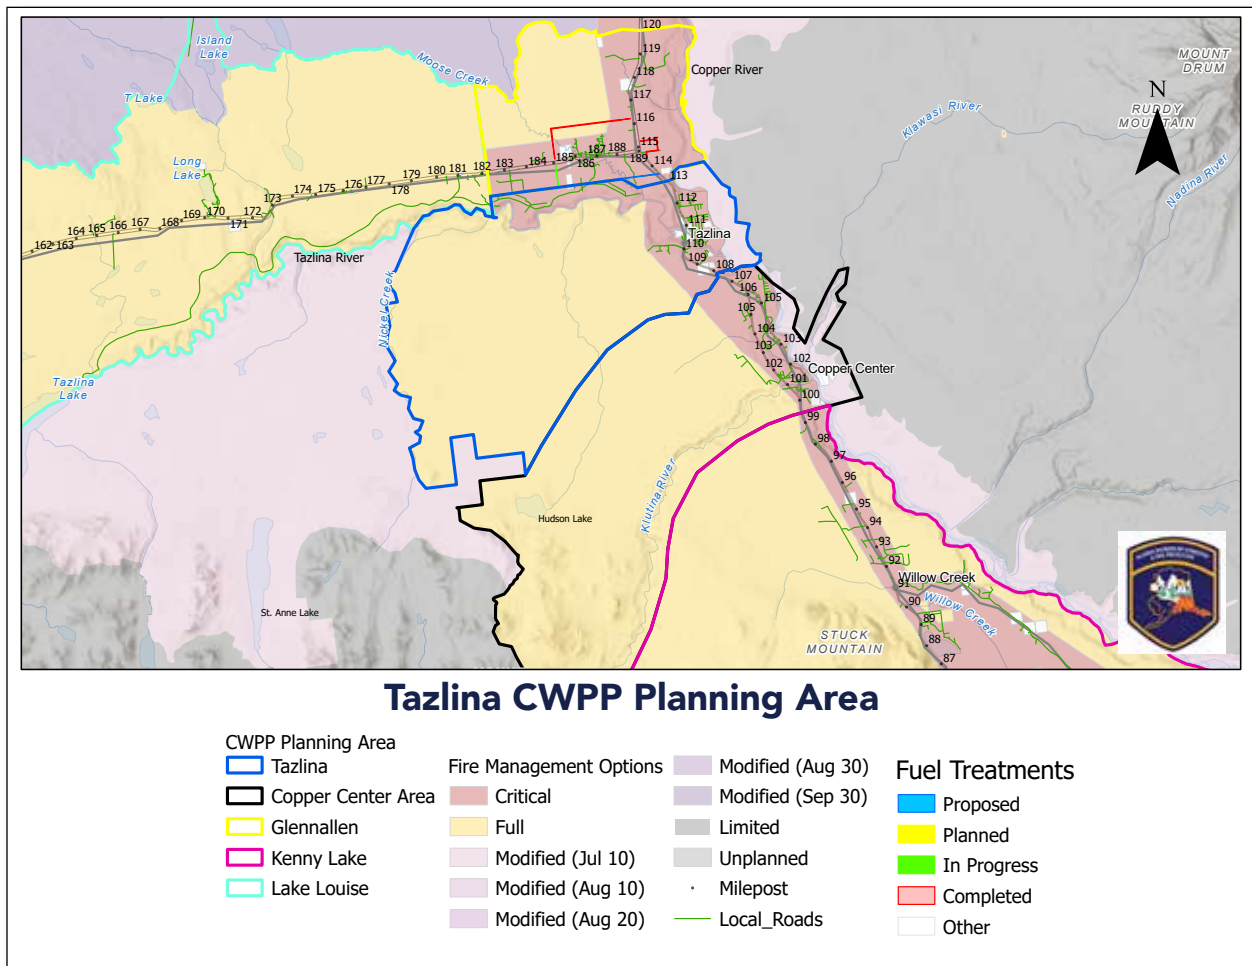 120
Island
Lake
119
Moose Creek
Copper River
MOUNT
DRUM
118
N
T Lake
117
Klawasi River
RUDDY
MOUNTAIN
116
Long
Lake
115
187
188
185
189
114
184
186
183
182
181
180
179
178
177
176
175
174
173
113
Nadina River
112
172
171
170
169
168
167
166
165
164
163
162
111
Tazlina
110
109
108
Tazlina River
Nickel Creek
107
106
105
105
104
103
103
102
102
Copper Center
101
100
Tazlina
Lake
99
98
97
96
Klutina River
95
94
Hudson Lake
93
92
Willow Creek
91
90
Willow Creek
89
88
87
St. Anne Lake
STUCK
MOUNTAIN
Tazlina CWPP Planning Area
CWPP Planning Area
Tazlina
Copper Center Area
Glennallen
Kenny Lake
Lake Louise
Fire Management Options
Critical
Full
Modified (Jul 10)
Modified (Aug 10)
Modified (Aug 20)
Modified (Aug 30)
Modified (Sep 30)
Limited
Unplanned
Milepost
Local_Roads
Fuel Treatments
Proposed
Planned
In Progress
Completed
Other